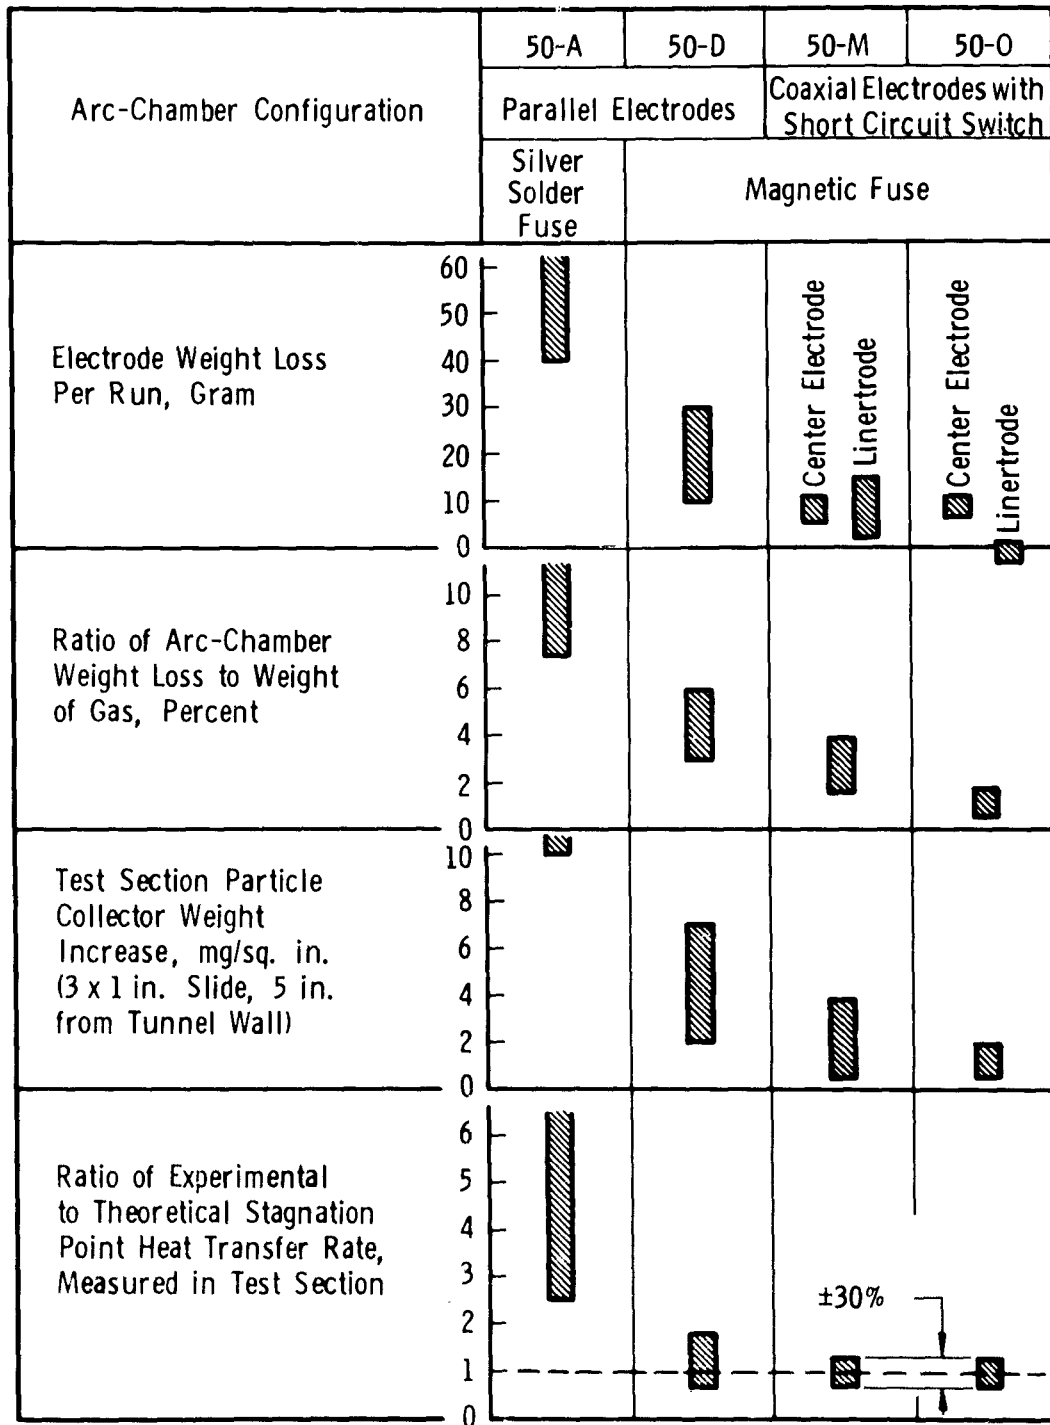 50-A 50-D 50-M 50-O
Arc-Chamber Configuration
Parallel Electrodes
Coaxial Electrodes with
Short Circuit Switch
Silver
Solder
Fuse
Magnetic Fuse
Electrode Weight Loss
Per Run, Gram
60
50
40
30
20
10
0
Center Electrode
Linertrode
Center Electrode
Linertrode
Ratio of Arc-Chamber
Weight Loss to Weight
of Gas, Percent
10
8
6
4
2
0
Test Section Particle
Collector Weight
Increase, mg/sq. in.
(3 x 1 in. Slide, 5 in.
from Tunnel Wall)
10
8
6
4
2
0
Ratio of Experimental
to Theoretical Stagnation
Point Heat Transfer Rate,
Measured in Test Section
6
5
4
3
2
1
0
±30%